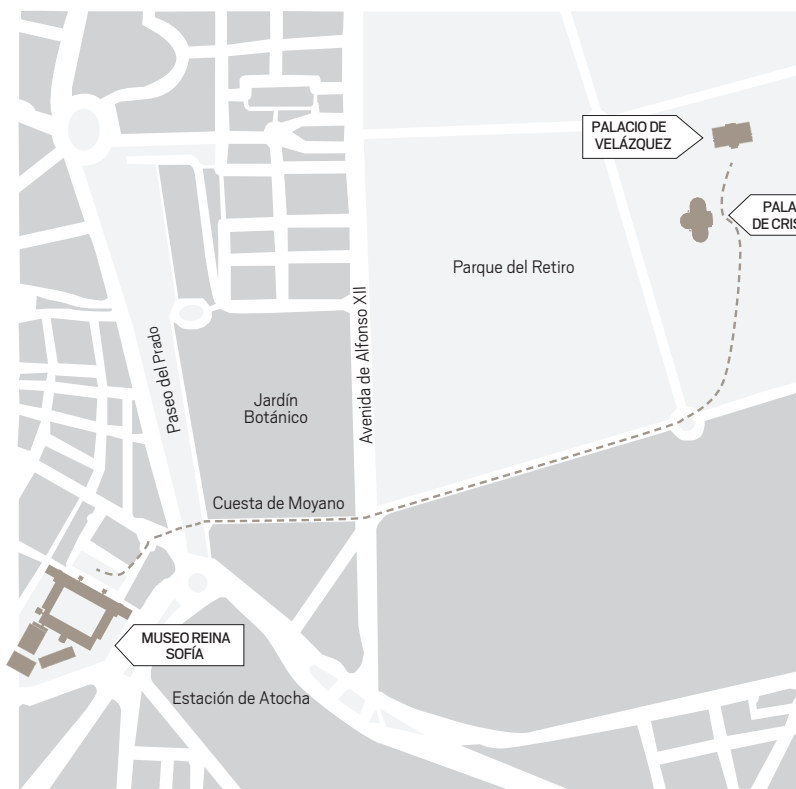 PALACIO DE
VELÁZQUEZ
PALA
DE CRIS
Parque del Retiro
Avenida de Alfonso XII
Paseo del Prado
Jardín
Botánico
Cuesta de Moyano
MUSEO REINA
SOFÍA
Estación de Atocha